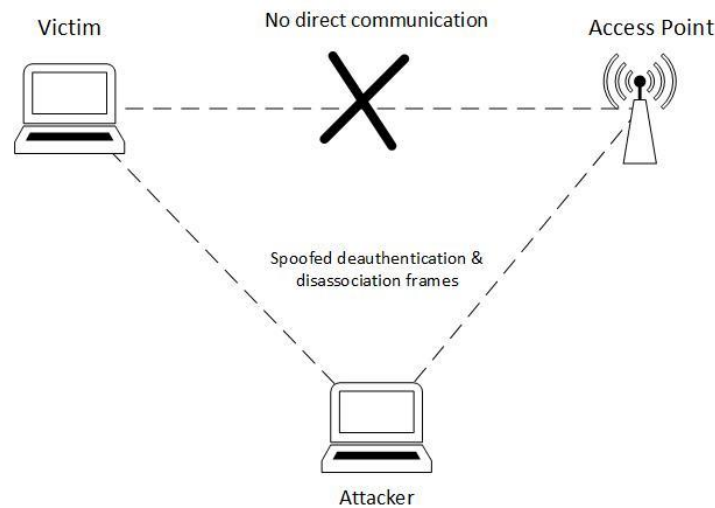 No direct communication
Victim
Access Point
Spoofed deauthentication &
disassociation frames
Attacker